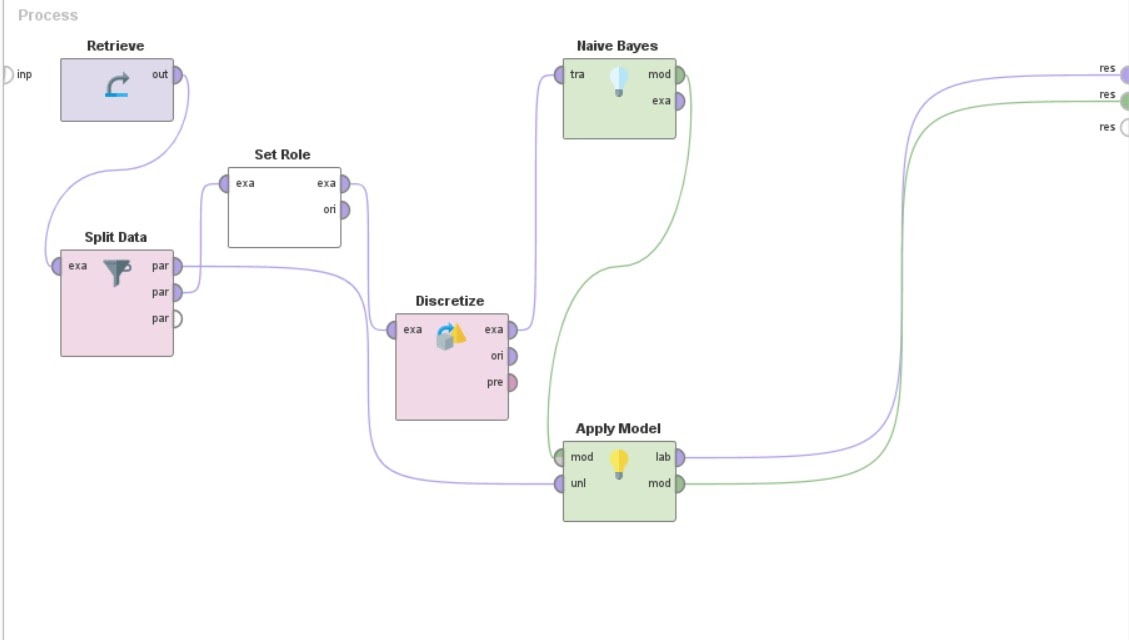 Process
Retrieve
inp
out
Naive Bayes
tra
mod
exa
res
res
res
Set Role
exa
exa
ori
Split Data
exa
par
par
par
Discretize
exa
exa
ori
pre
Apply Model
mod
lab
unl
mod